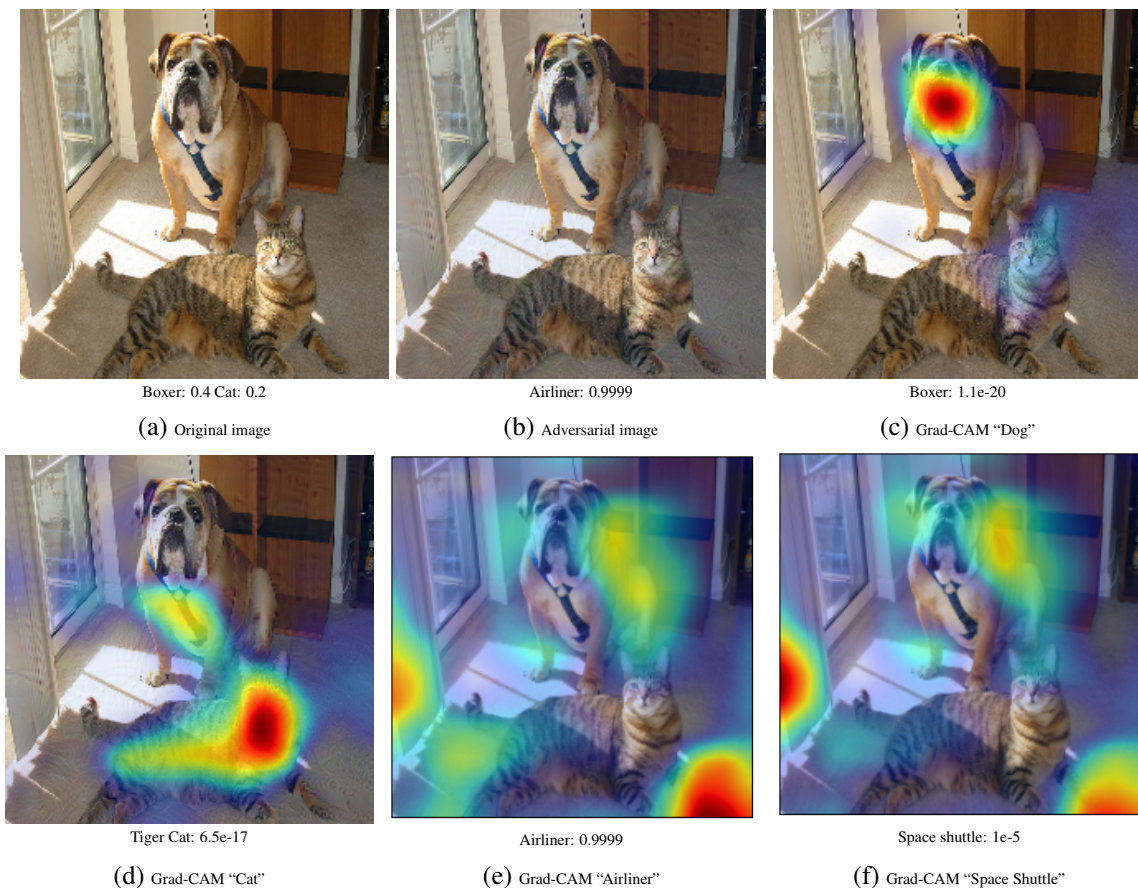 Boxer: 0.4 Cat: 0.2
Airliner: 0.9999
Boxer: 1.1e-20
(a) Original image
(b) Adversarial image
(c) Grad-CAM “Dog”
Tiger Cat: 6.5e-17
Airliner: 0.9999
Space shuttle: 1e-5
(d) Grad-CAM “Cat”
(e) Grad-CAM “Airliner”
(f) Grad-CAM “Space Shuttle”